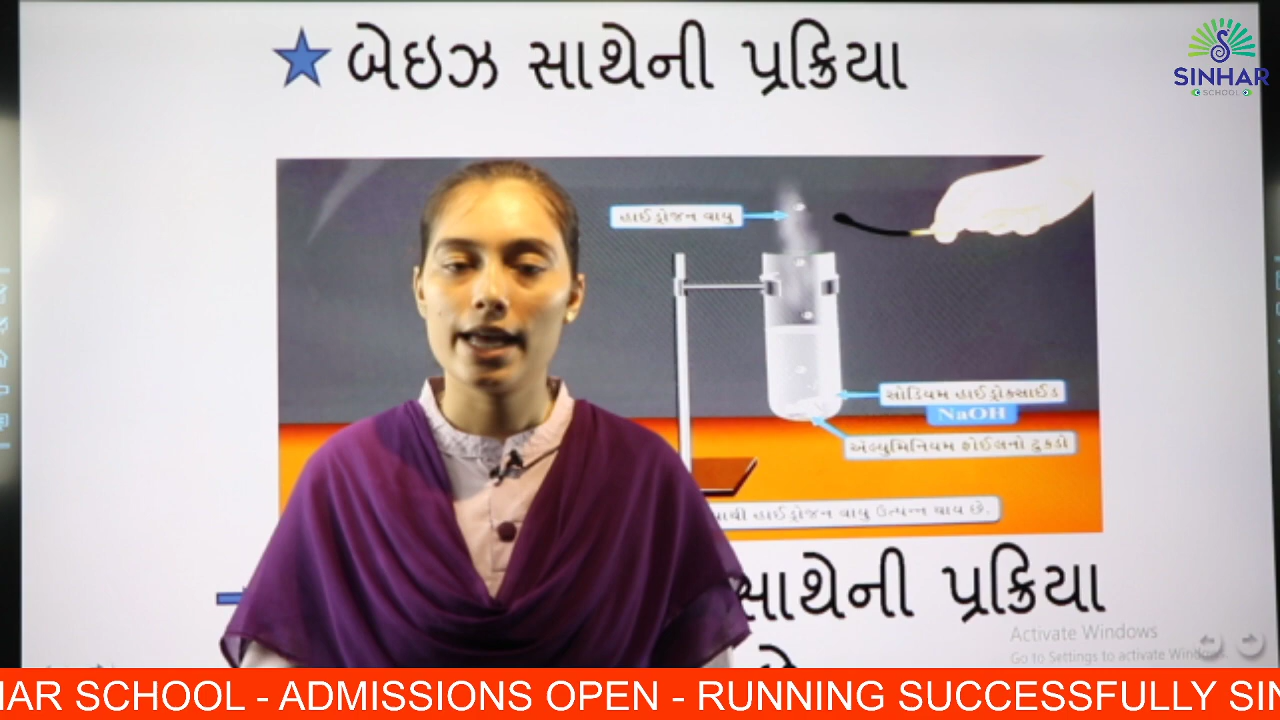 બેઇઝ સાથેની પ્રક્રિયા
SINHAR
SCHOOL
હાઈડ્રોજન વાયુ
સોડિયમ હાઈડ્રોક્સાઈડ
NaOH
એલ્યુમિનિયમ ફોઈલનો ટુકડો
હાઈડ્રોજન વાયુ ઉત્પન્ન થાય છે.
સાથેની પ્રક્રિયા
Activate Windows
Go to Settings to activate Windows.
HAR SCHOOL - ADMISSIONS OPEN - RUNNING SUCCESSFULLY SIN